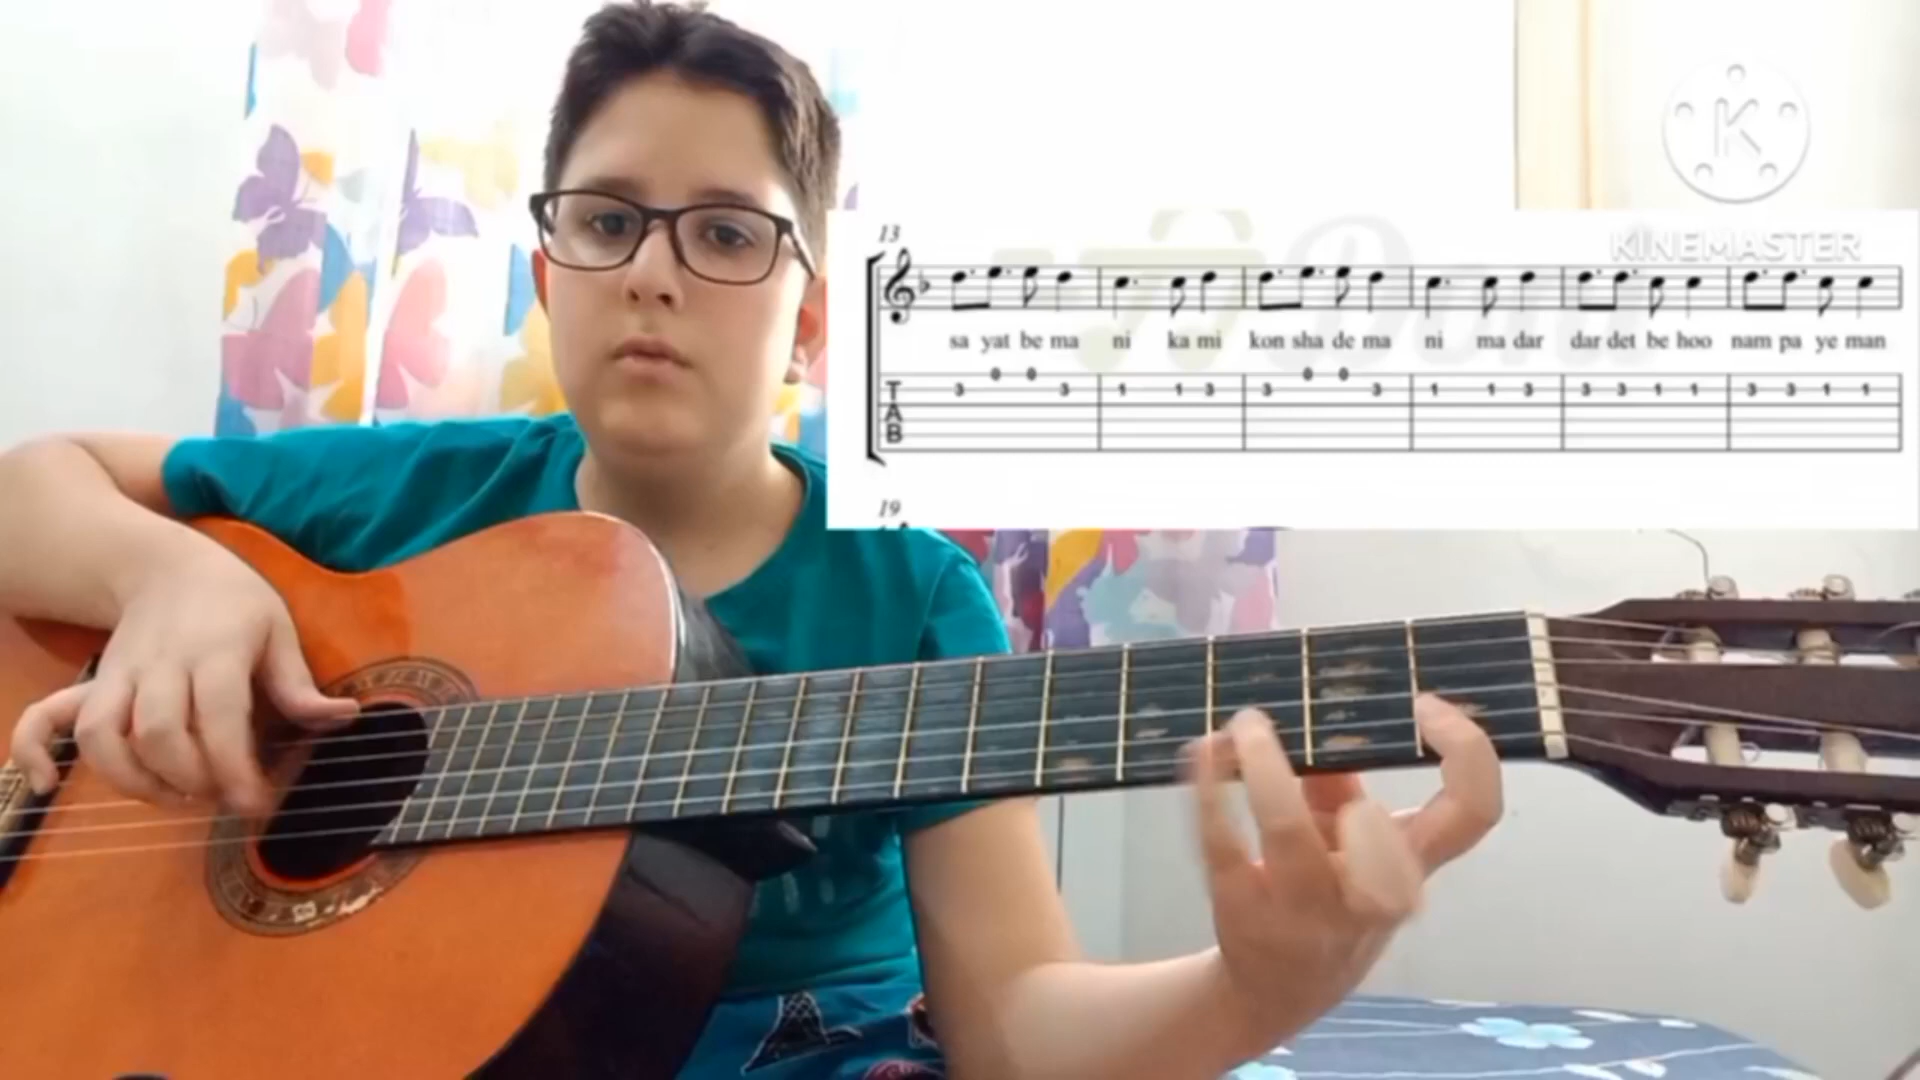 K
KINEMASTER
13
sa yat be ma ni ka mi kon sha de ma ni ma dar dar det be hoo nam pa ye man
0 0 0 0
3 3 1 1 3 3 3 1 1 3 3 3 1 1 3 3 1 1
T
A
B
19